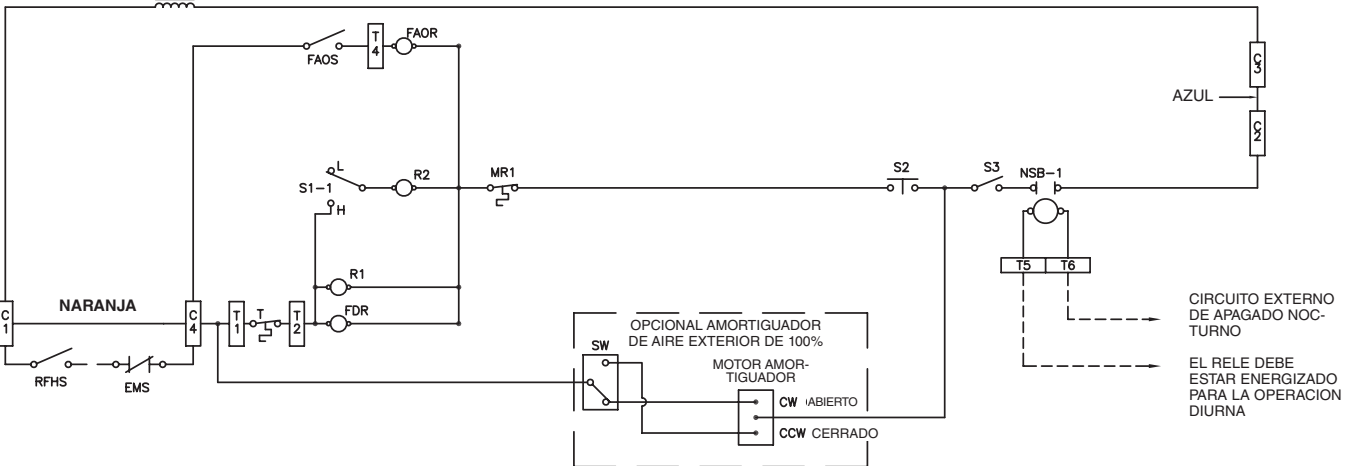 FAOS
T
4
FAOR
C
3
AZUL
C
2
L
S1-1
H
R2
MR1
S2
S3
NSB-1
T5
T6
R1
FDR
NARANJA
C
1
C
4
T
1
T
T
2
RFHS
EMS
OPCIONAL AMORTIGUADOR
DE AIRE EXTERIOR DE 100%
SW
MOTOR AMOR-
TIGUADOR
CW ABIERTO
CCW CERRADO
CIRCUITO EXTERNO
DE APAGADO NOC-
TURNO
EL RELE DEBE
ESTAR ENERGIZADO
PARA LA OPERACION
DIURNA